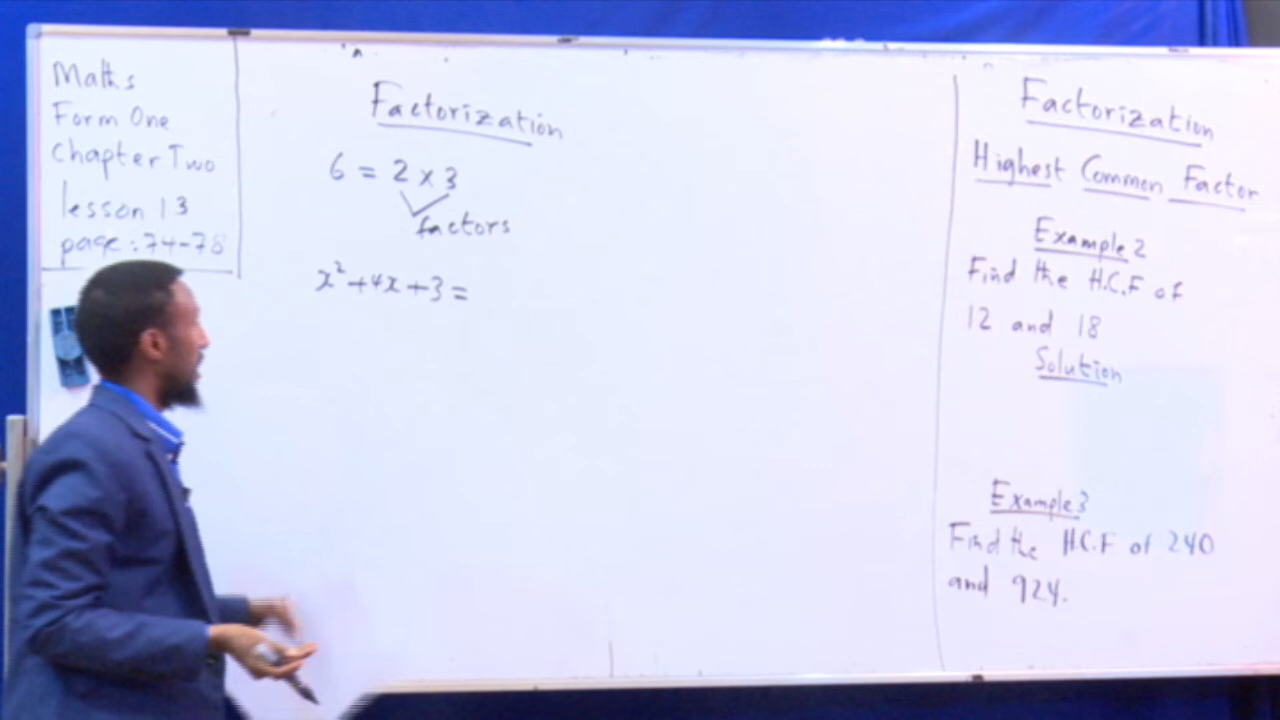 Maths
Form One
Chapter Two
lesson 13
page: 74-78
Factorization
6 = 2 x 3
factors
x² + 4x + 3 =
Factorization
Highest Common Factor
Example 2
Find the H.C.F of
12 and 18
Solution
Example 3
Find the H.C.F of 240
and 924.